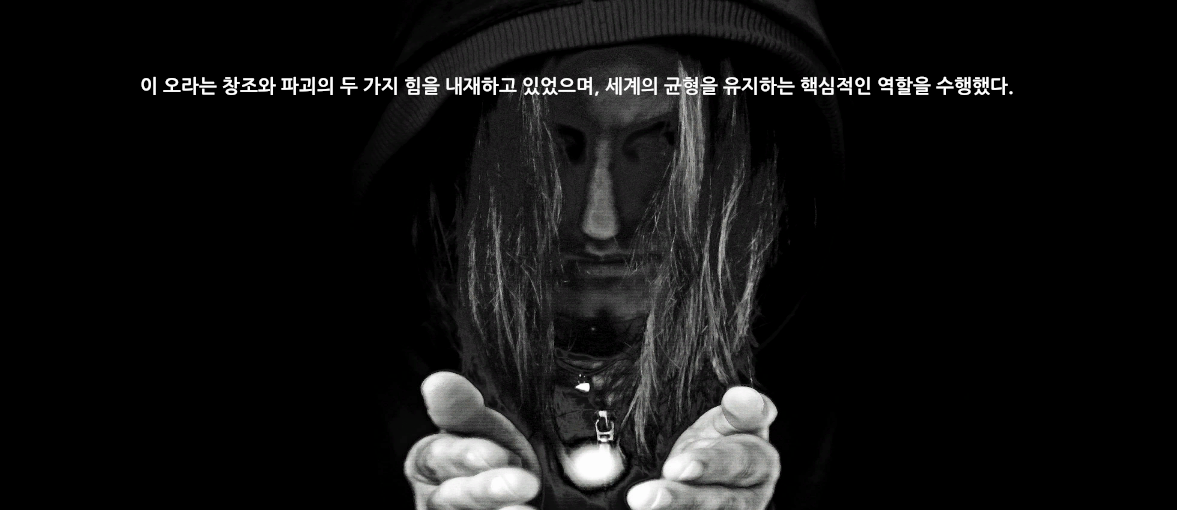 이 오라는 창조와 파괴의 두 가지 힘을 내재하고 있었으며, 세계의 균형을 유지하는 핵심적인 역할을 수행했다.